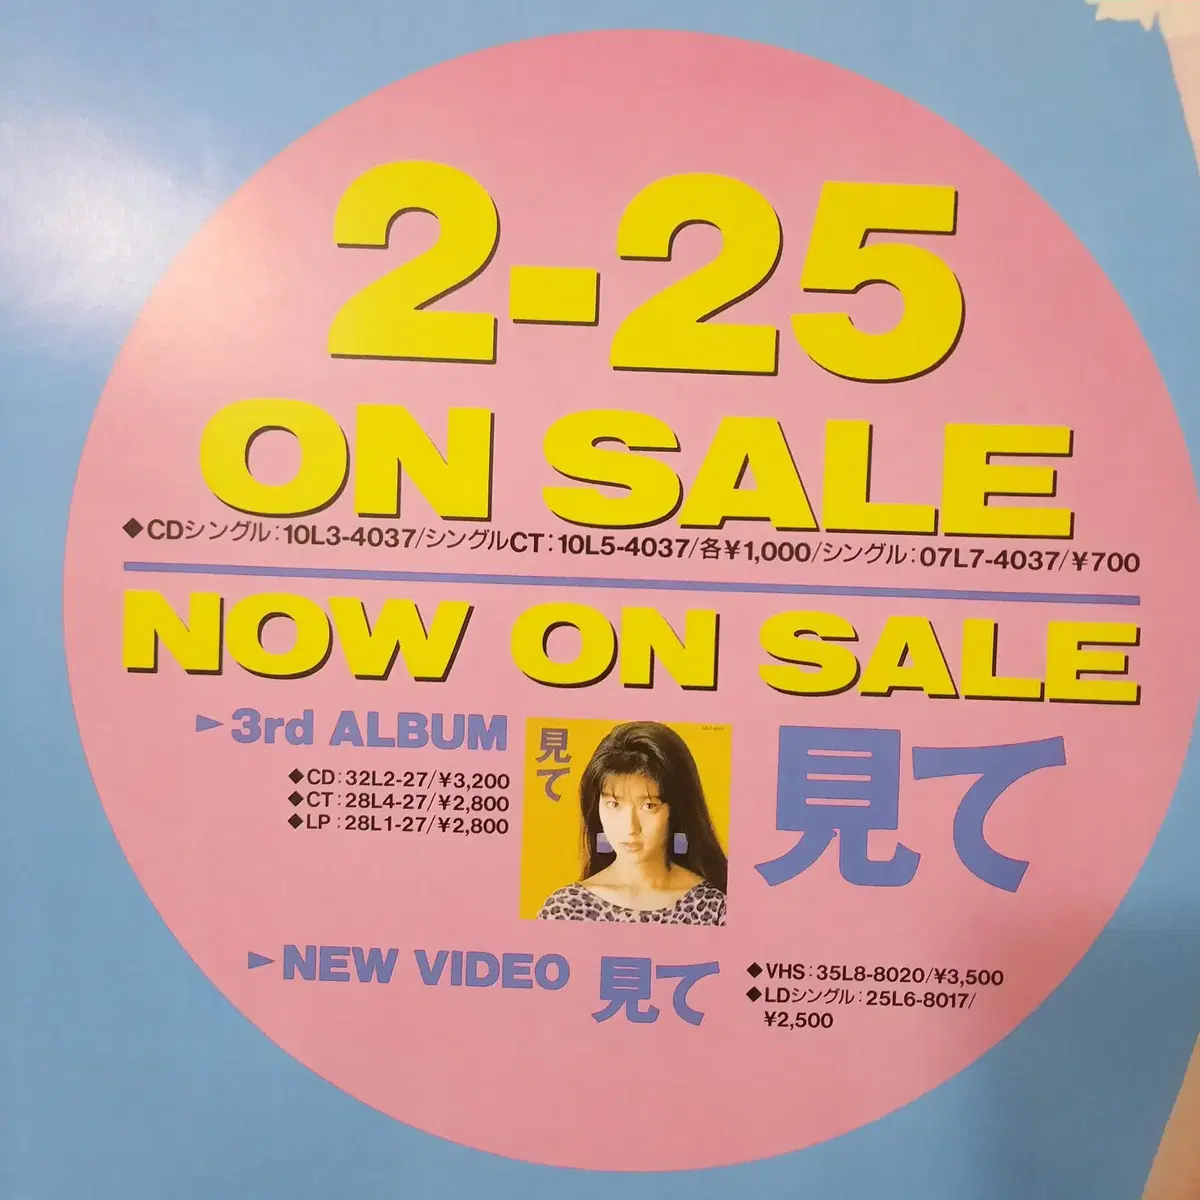 2-25
ON SALE
◆CDシングル:10L3-4037/シングルCT:10L5-4037/各¥1,000/シングル:07L7-4037/¥700
NOW ON SALE
►3rd ALBUM
◆CD:32L2-27/¥3,200
◆CT:28L4-27/¥2,800
◆LP:28L1-27/¥2,800
見て
見て
►NEW VIDEO 見て
◆VHS:35L8-8020/¥3,500
◆LDシングル:25L6-8017/
¥2,500